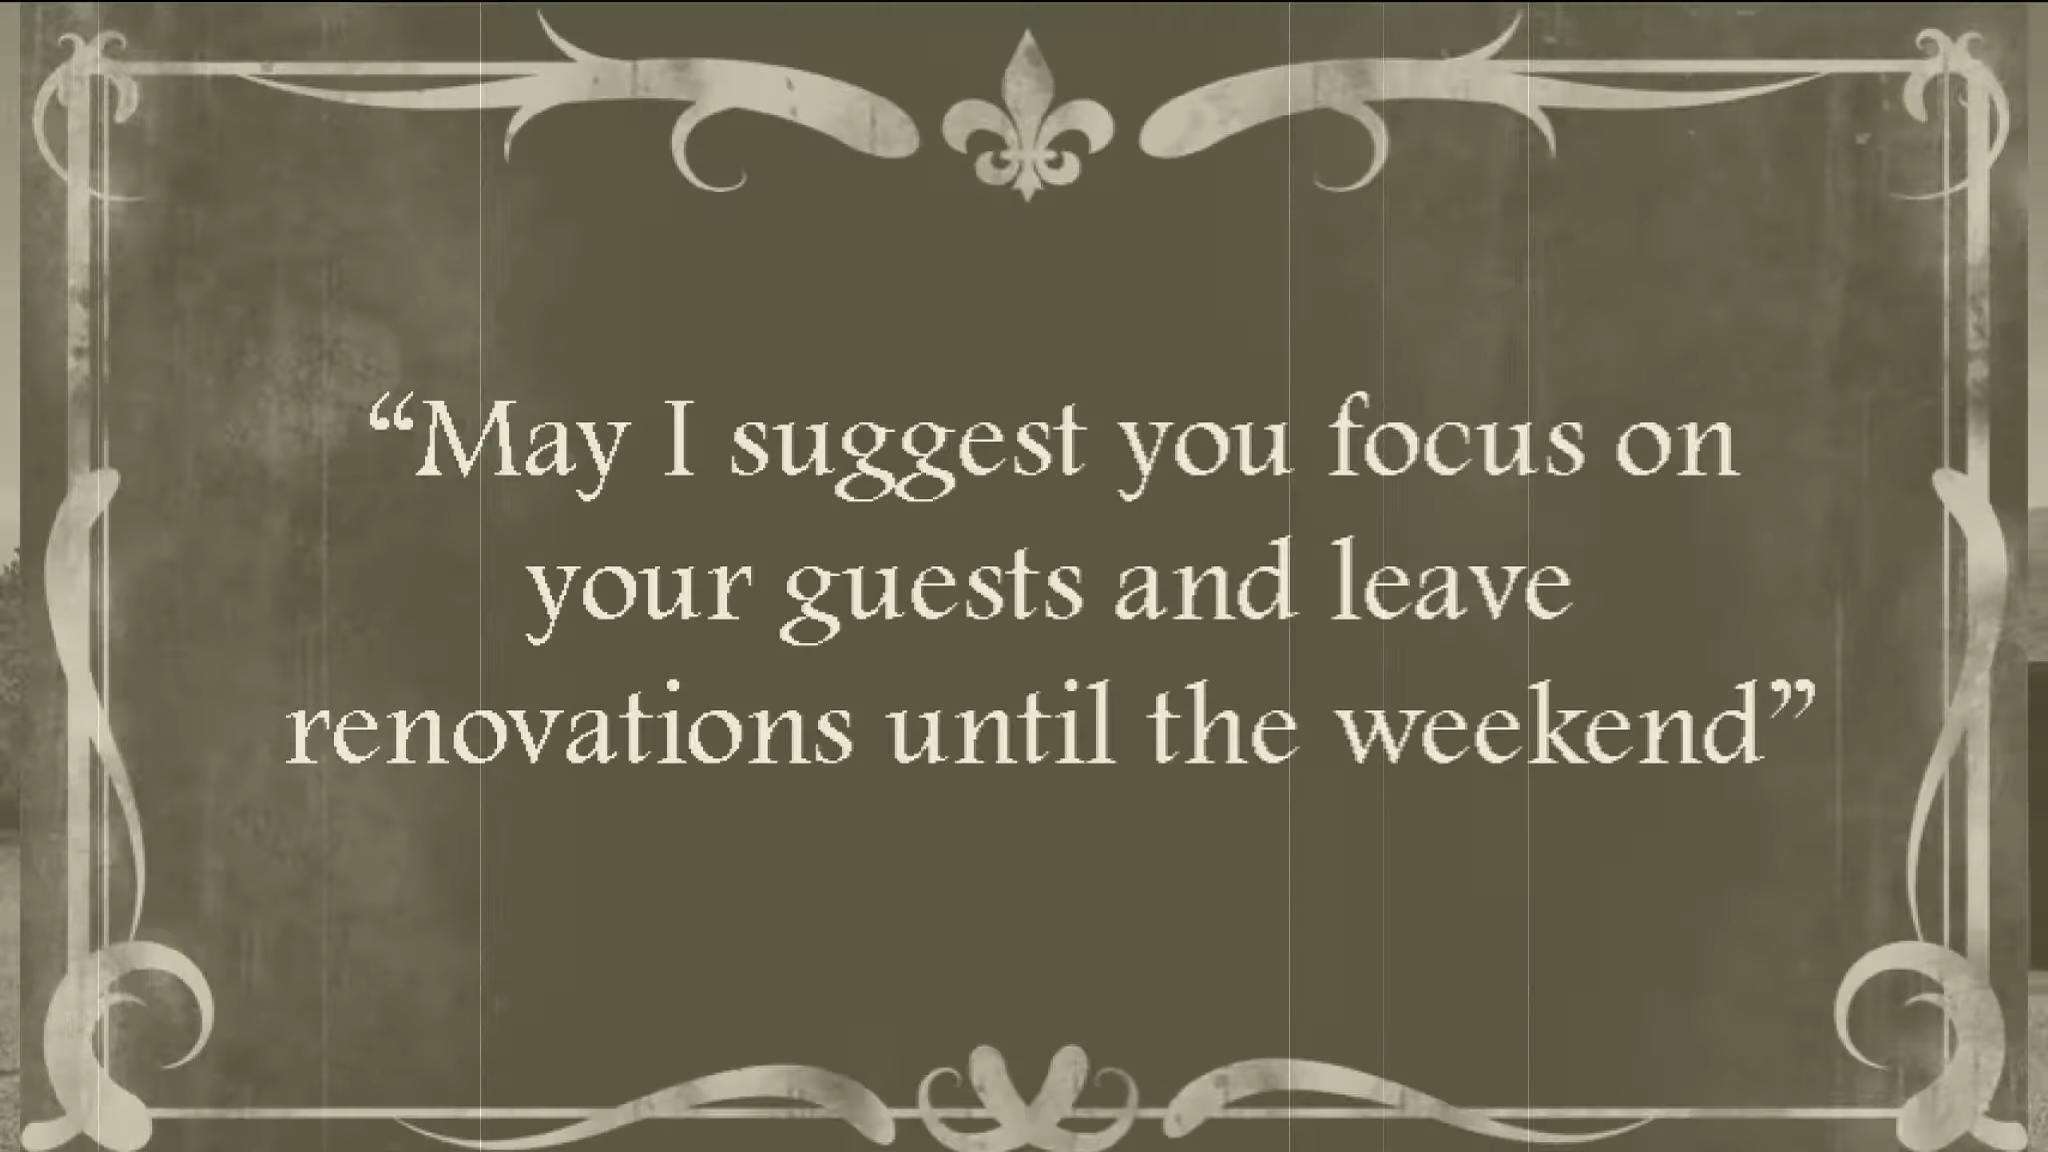 “May I suggest you focus on
your guests and leave
renovations until the weekend”